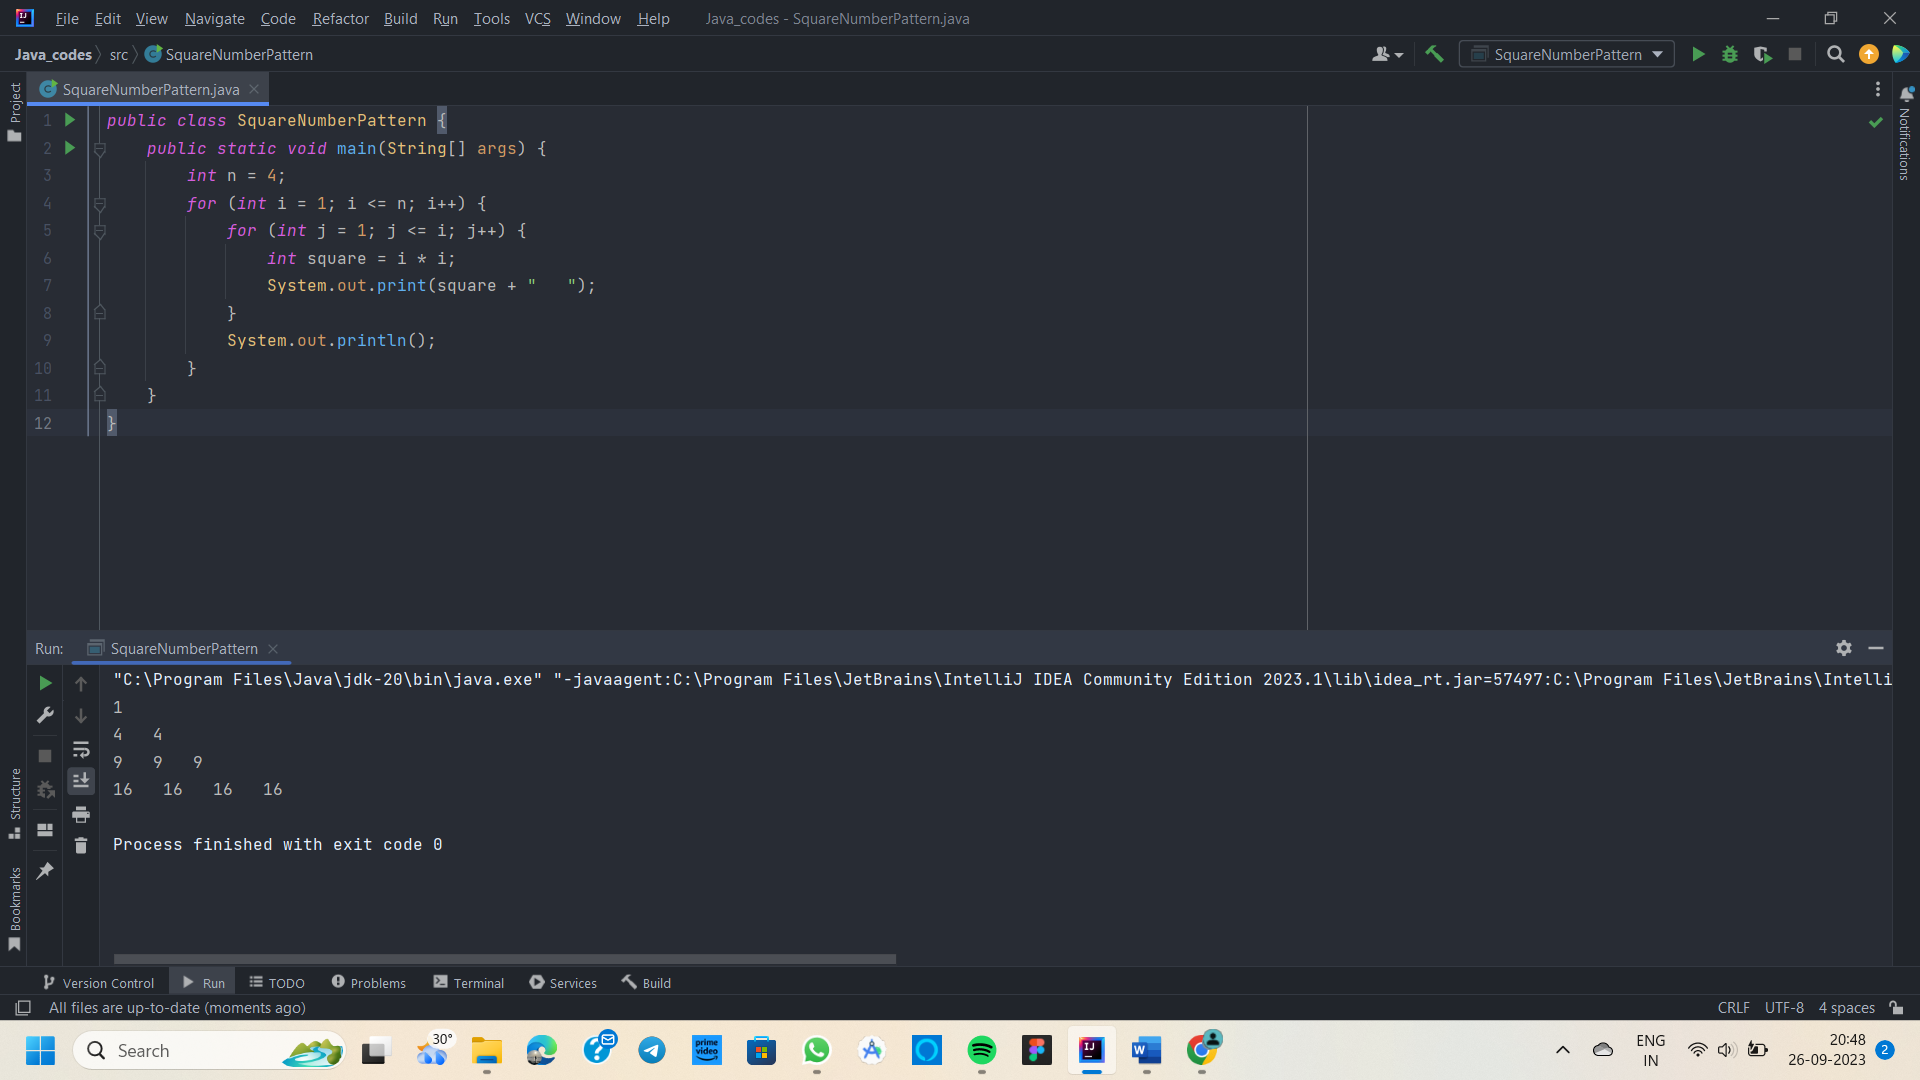 File Edit View Navigate Code Refactor Build Run Tools VCS Window Help Java_codes - SquareNumberPattern.java
Java_codes src SquareNumberPattern SquareNumberPattern
Project SquareNumberPattern.java
Notifications
1 public class SquareNumberPattern {
2 public static void main(String[] args) {
3 int n = 4;
4 for (int i = 1; i <= n; i++) {
5 for (int j = 1; j <= i; j++) {
6 int square = i * i;
7 System.out.print(square + "   ");
8 }
9 System.out.println();
10 }
11 }
12 }
Run: SquareNumberPattern
"C:\Program Files\Java\jdk-20\bin\java.exe" "-javaagent:C:\Program Files\JetBrains\IntelliJ IDEA Community Edition 2023.1\lib\idea_rt.jar=57497:C:\Program Files\JetBrains\Intelli
1
4   4
9   9   9
16   16   16   16
Process finished with exit code 0
Structure
Bookmarks
Version Control Run TODO Problems Terminal Services Build
All files are up-to-date (moments ago) CRLF UTF-8 4 spaces
Search 30° prime video ENG IN 20:48 26-09-2023 2